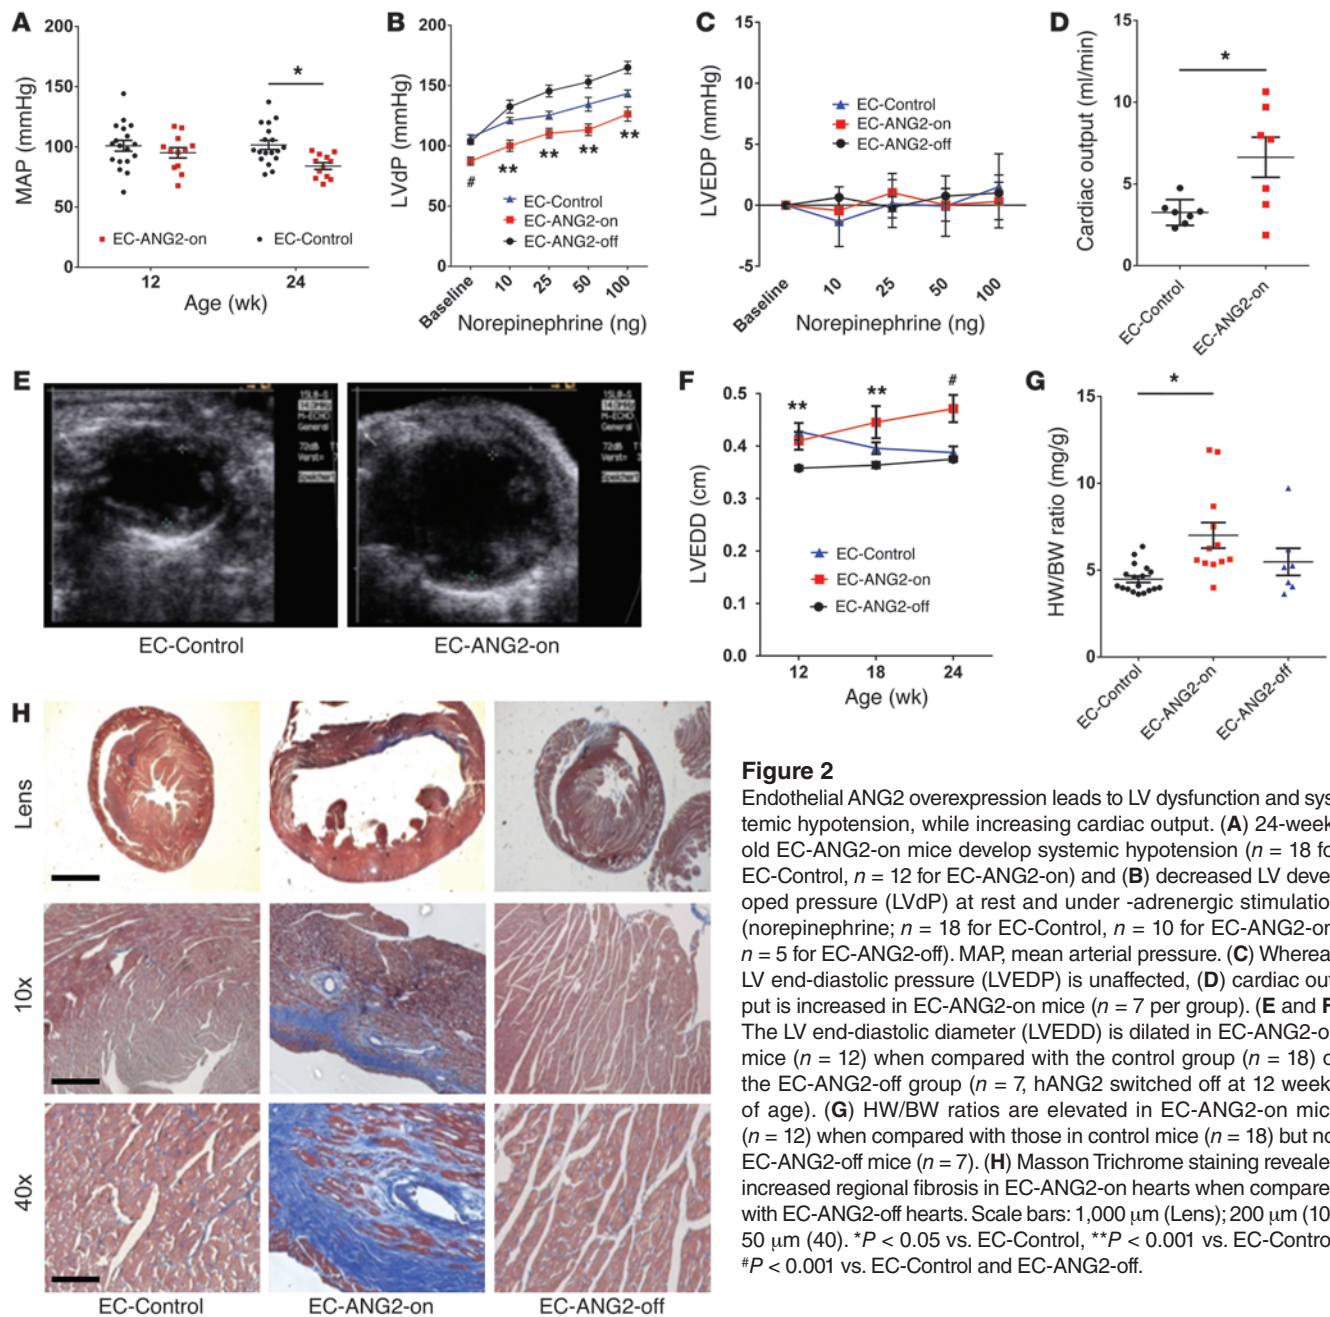 A
MAP (mmHg)
200
150
100
50
0
*
EC-ANG2-on
EC-Control
12
24
Age (wk)
B
LVdP (mmHg)
200
150
100
50
0
#
**
**
**
**
EC-Control
EC-ANG2-on
EC-ANG2-off
Baseline
10
25
50
100
Norepinephrine (ng)
C
LVEDP (mmHg)
15
10
5
0
-5
EC-Control
EC-ANG2-on
EC-ANG2-off
Baseline
10
25
50
100
Norepinephrine (ng)
D
Cardiac output (ml/min)
15
10
5
0
*
EC-Control
EC-ANG2-on
E
15L8-S
14.0MHz
M-ECHO
General
72dB
Verst=
Speichert
15L8-S
14.0MHz
M-ECHO
General
72dB
Verst=
Speichert
EC-Control
EC-ANG2-on
F
LVEDD (cm)
0.5
0.4
0.3
0.2
0.1
0.0
**
**
#
EC-Control
EC-ANG2-on
EC-ANG2-off
12
18
24
Age (wk)
G
HW/BW ratio (mg/g)
15
10
5
0
*
EC-Control
EC-ANG2-on
EC-ANG2-off
H
Lens
10x
40x
EC-Control
EC-ANG2-on
EC-ANG2-off
Figure 2
Endothelial ANG2 overexpression leads to LV dysfunction and sys
temic hypotension, while increasing cardiac output. (A) 24-week
old EC-ANG2-on mice develop systemic hypotension (n = 18 fo
EC-Control, n = 12 for EC-ANG2-on) and (B) decreased LV deve
oped pressure (LVdP) at rest and under -adrenergic stimulatio
(norepinephrine; n = 18 for EC-Control, n = 10 for EC-ANG2-on
n = 5 for EC-ANG2-off). MAP, mean arterial pressure. (C) Wherea
LV end-diastolic pressure (LVEDP) is unaffected, (D) cardiac out
put is increased in EC-ANG2-on mice (n = 7 per group). (E and F
The LV end-diastolic diameter (LVEDD) is dilated in EC-ANG2-o
mice (n = 12) when compared with the control group (n = 18) o
the EC-ANG2-off group (n = 7, hANG2 switched off at 12 week
of age). (G) HW/BW ratios are elevated in EC-ANG2-on mic
(n = 12) when compared with those in control mice (n = 18) but no
EC-ANG2-off mice (n = 7). (H) Masson Trichrome staining reveale
increased regional fibrosis in EC-ANG2-on hearts when compare
with EC-ANG2-off hearts. Scale bars: 1,000 μm (Lens); 200 μm (10
50 μm (40). *P < 0.05 vs. EC-Control, **P < 0.001 vs. EC-Contro
#P < 0.001 vs. EC-Control and EC-ANG2-off.